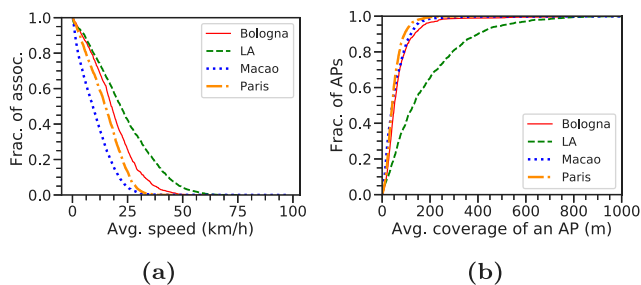 Frac. of assoc.
1.0
0.8
0.6
0.4
0.2
0.0
Bologna
LA
Macao
Paris
0 25 50 75 100
Avg. speed (km/h)
(a)
Frac. of APs
1.0
0.8
0.6
0.4
0.2
0.0
Bologna
LA
Macao
Paris
0 200 400 600 800 1000
Avg. coverage of an AP (m)
(b)